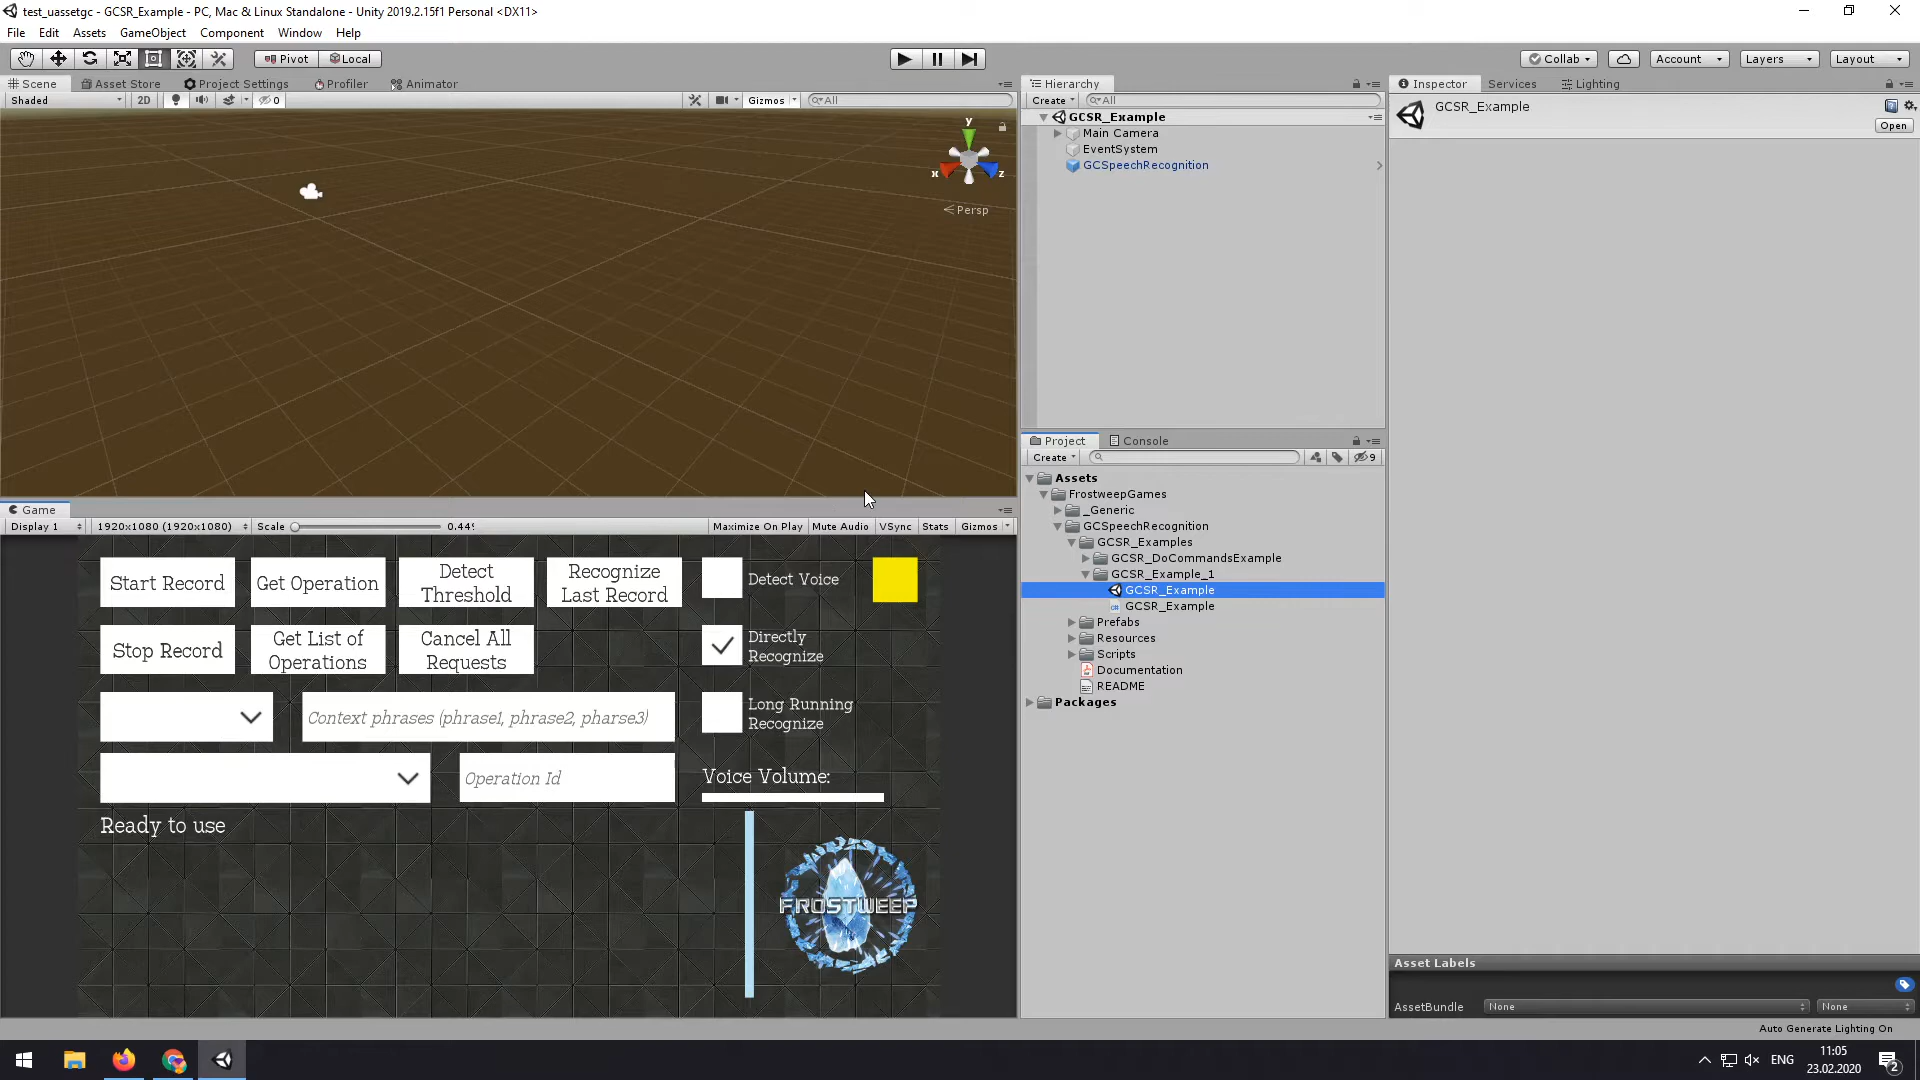 test_uassetgc - GCSR_Example - PC, Mac & Linux Standalone - Unity 2019.2.15f1 Personal <DX11>
File Edit Assets GameObject Component Window Help
Pivot Local Collab Account Layers Layout
Scene Asset Store Project Settings Profiler Animator
Shaded 2D 0 Gizmos All
y
x z
Persp
Game
Display 1 1920x1080 (1920x1080) Scale 0.44 Maximize On Play Mute Audio VSync Stats Gizmos
Start Record
Get Operation
Detect
Threshold
Recognize
Last Record
Detect Voice
Stop Record
Get List of
Operations
Cancel All
Requests
Directly
Recognize
Context phrases (phrase1, phrase2, pharse3)
Long Running
Recognize
Operation Id
Voice Volume:
Ready to use
FROSTWEEP
Hierarchy
Create All
GCSR_Example
Main Camera
EventSystem
GCSpeechRecognition
Project Console
Create 9
Assets
FrostweepGames
_Generic
GCSpeechRecognition
GCSR_Examples
GCSR_DoCommandsExample
GCSR_Example_1
GCSR_Example
GCSR_Example
Prefabs
Resources
Scripts
Documentation
README
Packages
Inspector Services Lighting
GCSR_Example
Open
Asset Labels
AssetBundle None None
Auto Generate Lighting On
ENG
11:05
23.02.2020
2